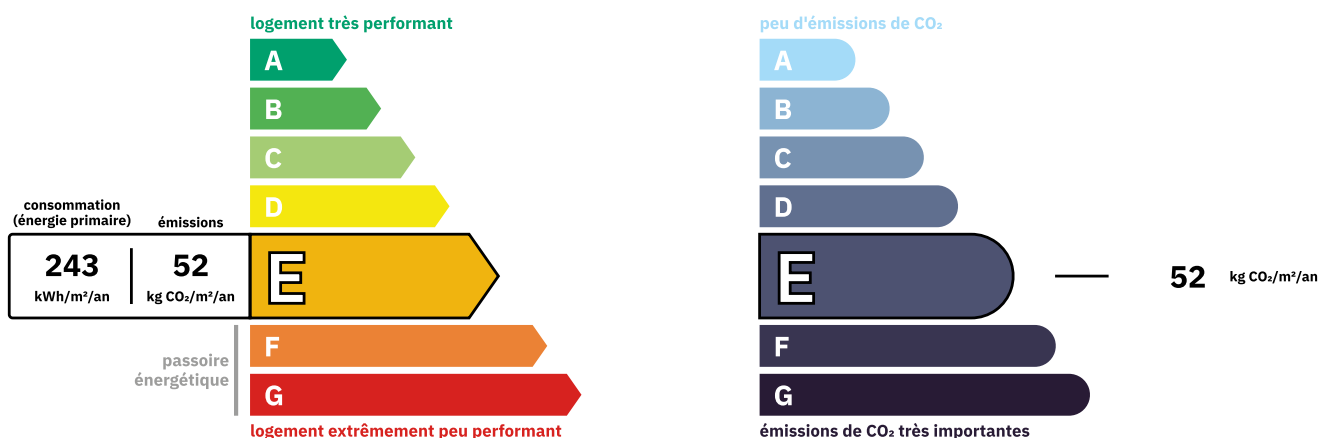 logement très performant
A
B
C
D
consommation
(énergie primaire)
émissions
243
kWh/m²/an
52
kg CO₂/m²/an
E
passoire
énergétique
F
G
logement extrêmement peu performant
peu d'émissions de CO₂
A
B
C
D
E
52
kg CO₂/m²/an
F
G
émissions de CO₂ très importantes